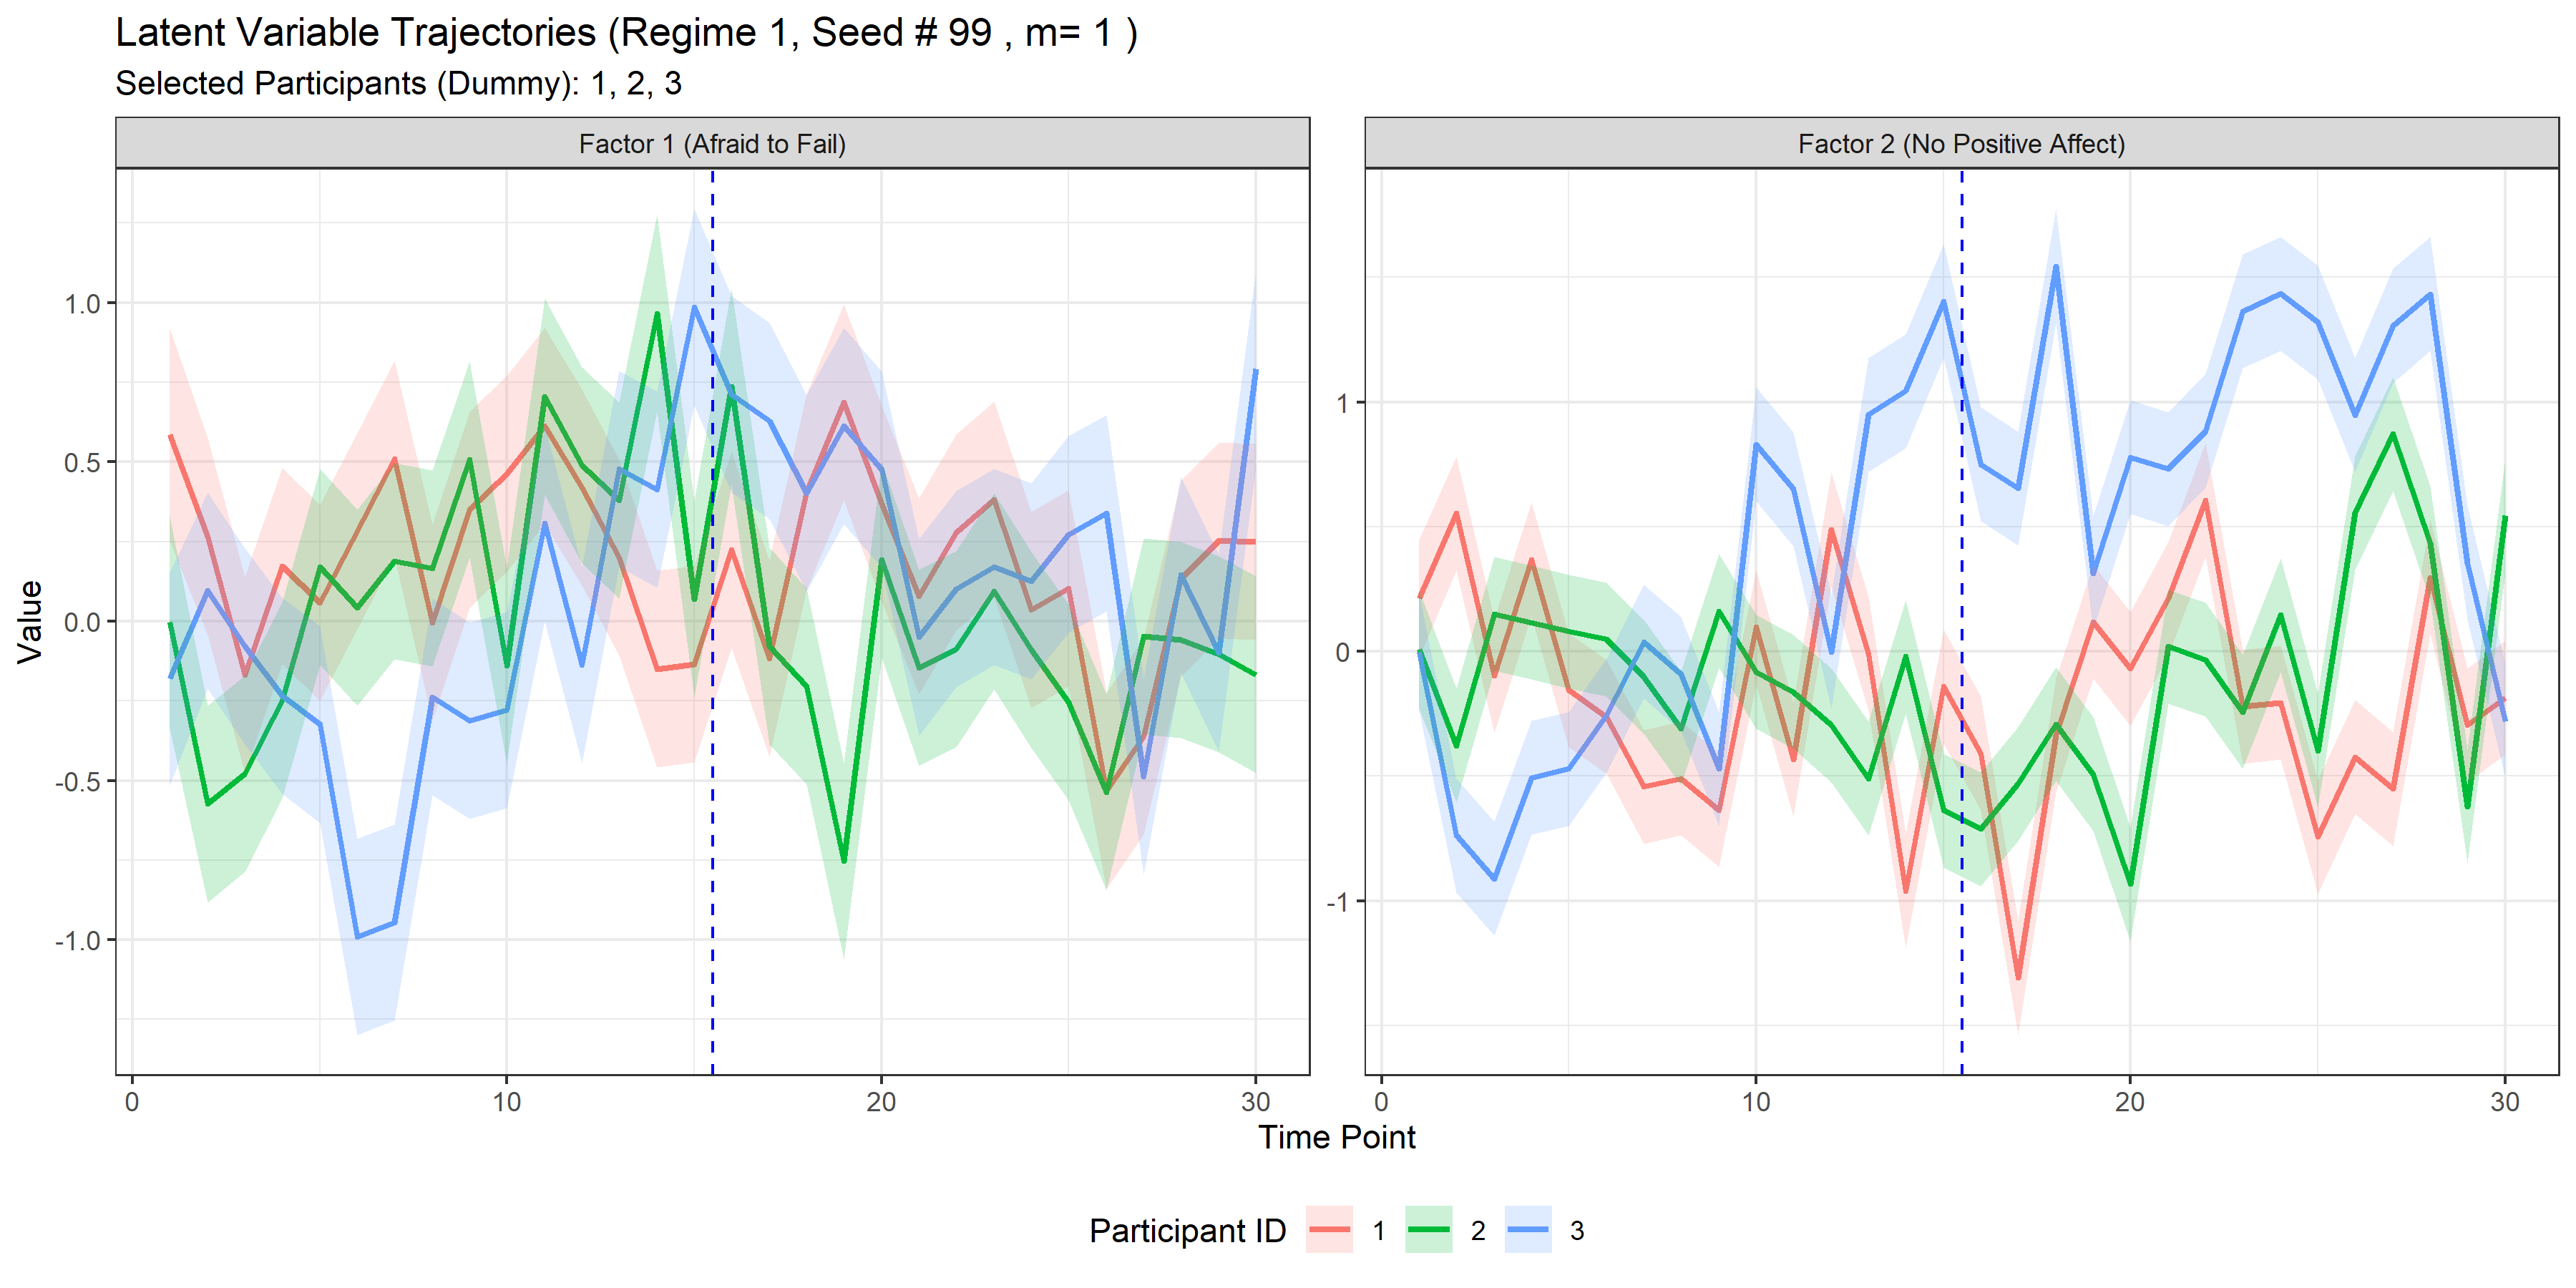 Latent Variable Trajectories (Regime 1, Seed # 99 , m= 1 )
Selected Participants (Dummy): 1, 2, 3
Factor 1 (Afraid to Fail)
Factor 2 (No Positive Affect)
Value
1.0
0.5
0.0
-0.5
-1.0
1
0
-1
0 10 20 30
0 10 20 30
Time Point
Participant ID 1 2 3